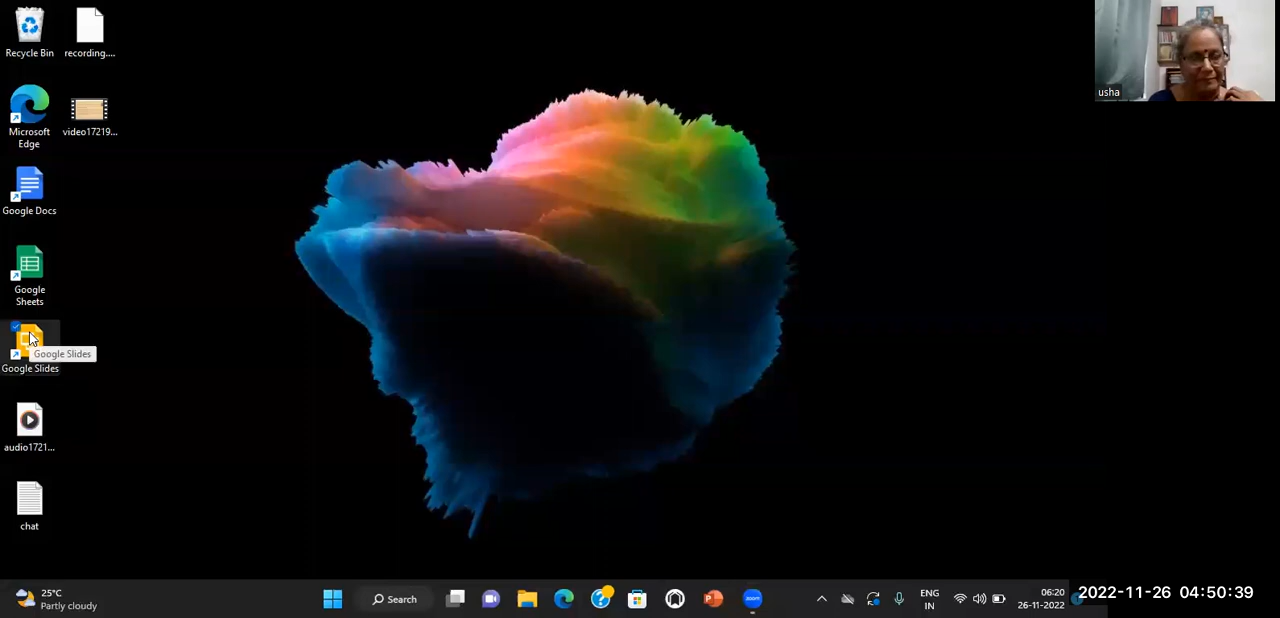 Recycle Bin
recording....
usha
Microsoft
Edge
video17219...
Google Docs
Google
Sheets
Google Slides
Google Slides
audio1721...
chat
25°C
Partly cloudy
Search
zoom
ENG
IN
06:20
26-11-2022
2022-11-26 04:50:39